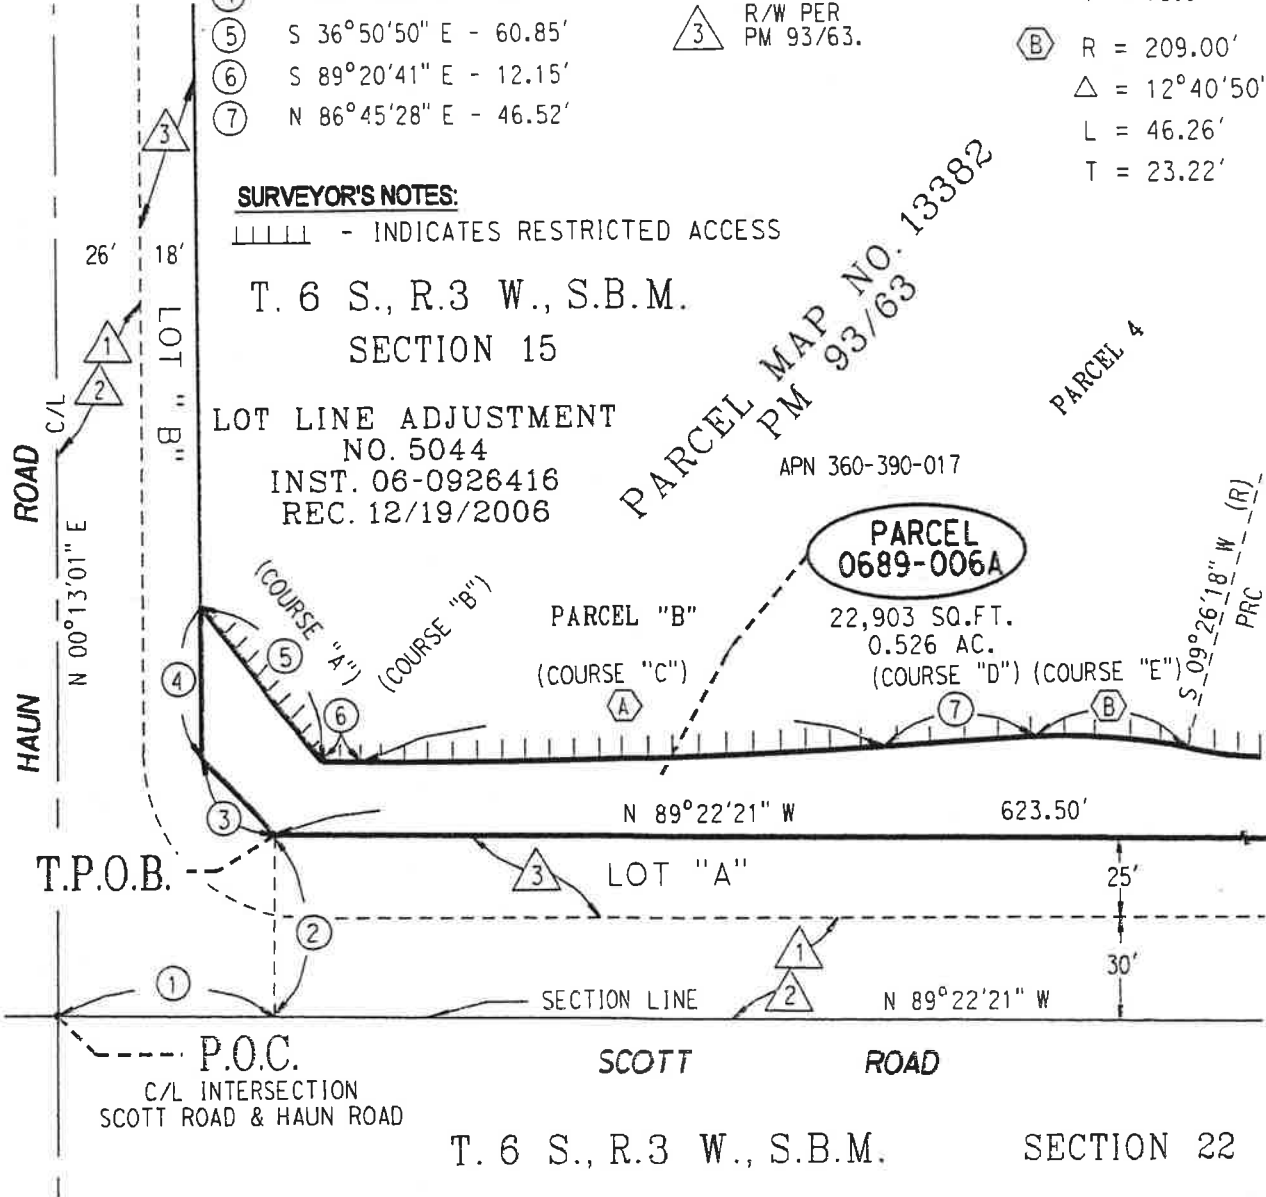 5 S 36°50'50" E - 60.85'
6 S 89°20'41" E - 12.15'
7 N 86°45'28" E - 46.52'
3 R/W PER
PM 93/63.
B R = 209.00'
△ = 12°40'50"
L = 46.26'
T = 23.22'
3
SURVEYOR'S NOTES:
- INDICATES RESTRICTED ACCESS
26' 18'
T. 6 S., R.3 W., S.B.M.
SECTION 15
LOT "B"
1
2
C/L
LOT LINE ADJUSTMENT
NO. 5044
INST. 06-0926416
REC. 12/19/2006
PARCEL MAP NO. 13382
PM 93/63
PARCEL 4
APN 360-390-017
PARCEL
0689-006A
22,903 SQ.FT.
0.526 AC.
HAUN ROAD
N 00°13'01" E
(COURSE "A")
(COURSE "B")
PARCEL "B"
(COURSE "C")
(COURSE "D")
(COURSE "E")
S 09°26'18" W (R)
PRC
4
5
6
A
7
B
3
N 89°22'21" W 623.50'
T.P.O.B.
3
LOT "A"
25'
2
1
1
2
30'
SECTION LINE
N 89°22'21" W
P.O.C.
C/L INTERSECTION
SCOTT ROAD & HAUN ROAD
SCOTT ROAD
T. 6 S., R.3 W., S.B.M.
SECTION 22